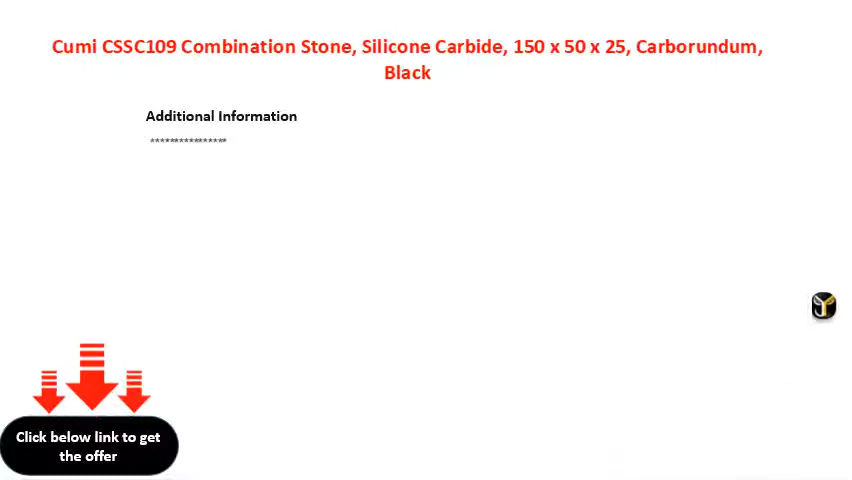 Cumi CSSC109 Combination Stone, Silicone Carbide, 150 x 50 x 25, Carborundum,
Black
Additional Information
****************
Click below link to get
the offer